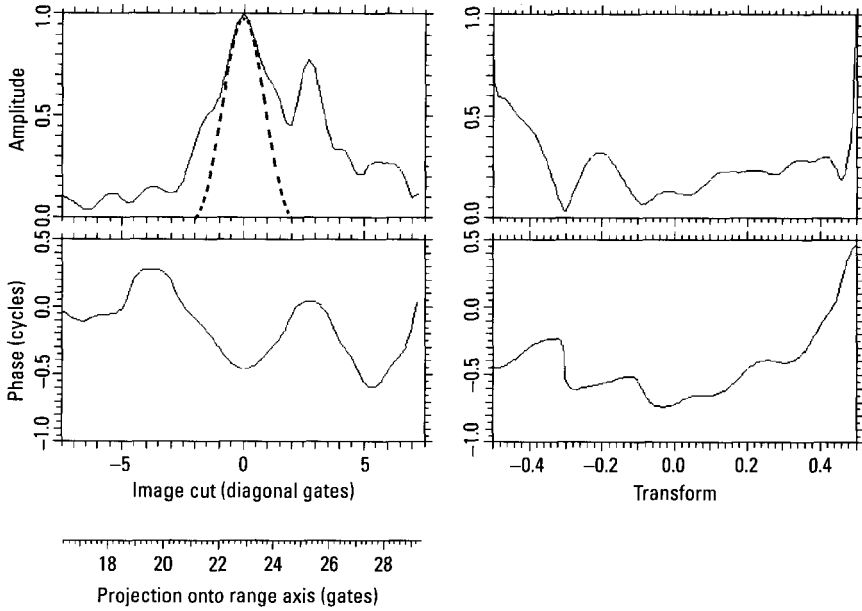 1.0
0.5
0.0
Amplitude
1.0
0.5
0.0
0.5
0.0
−0.5
−1.0
Phase (cycles)
0.5
0.0
−0.5
−1.0
−5 0 5
Image cut (diagonal gates)
−0.4 −0.2 0.0 0.2 0.4
Transform
18 20 22 24 26 28
Projection onto range axis (gates)